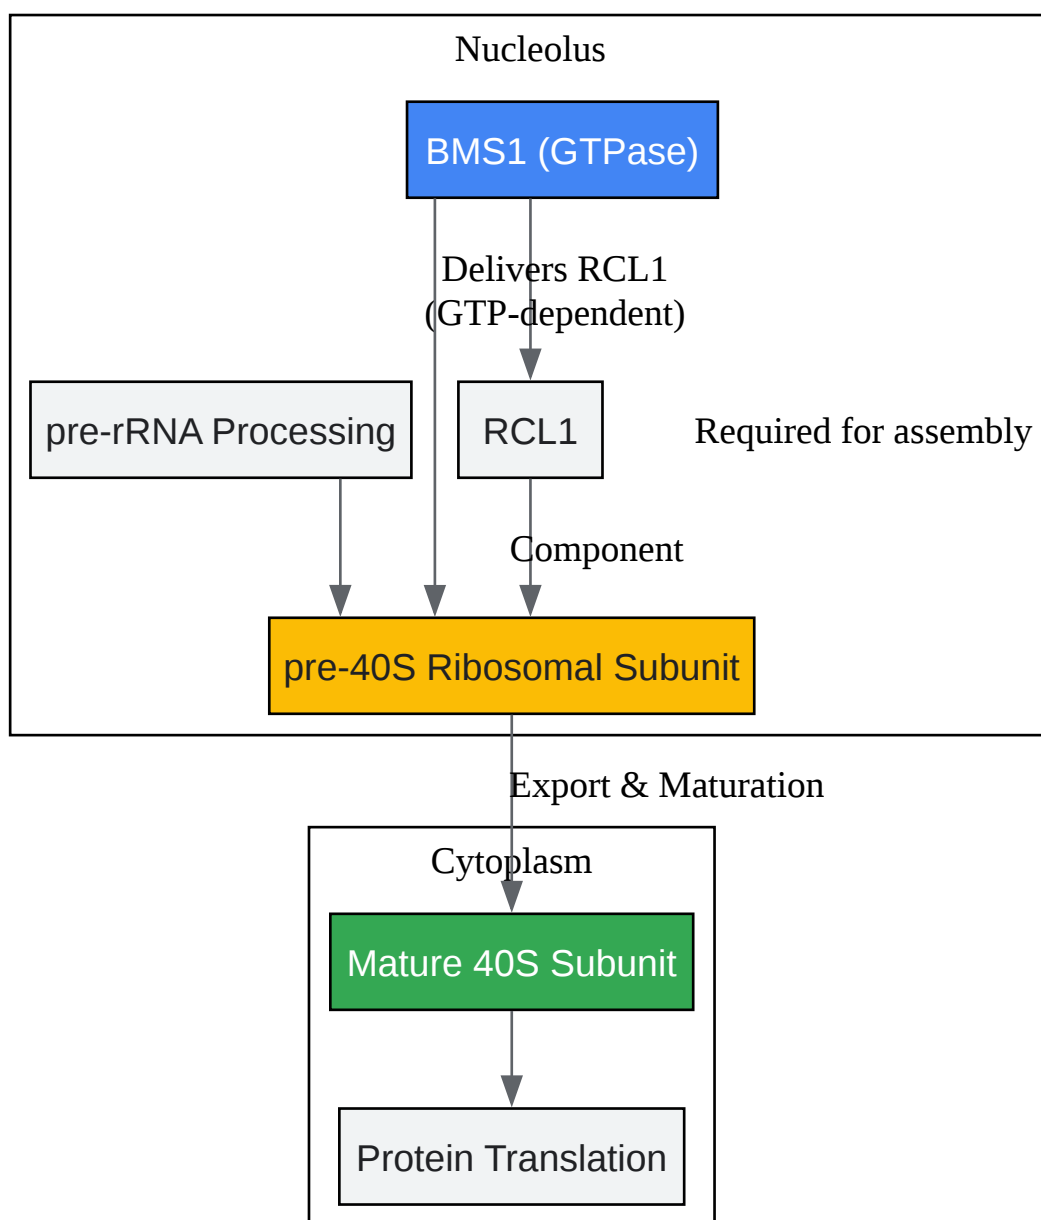 Nucleolus
BMS1 (GTPase)
Delivers RCL1
(GTP-dependent)
pre-rRNA Processing
RCL1
Required for assembly
Component
pre-40S Ribosomal Subunit
Export & Maturation
Cytoplasm
Mature 40S Subunit
Protein Translation